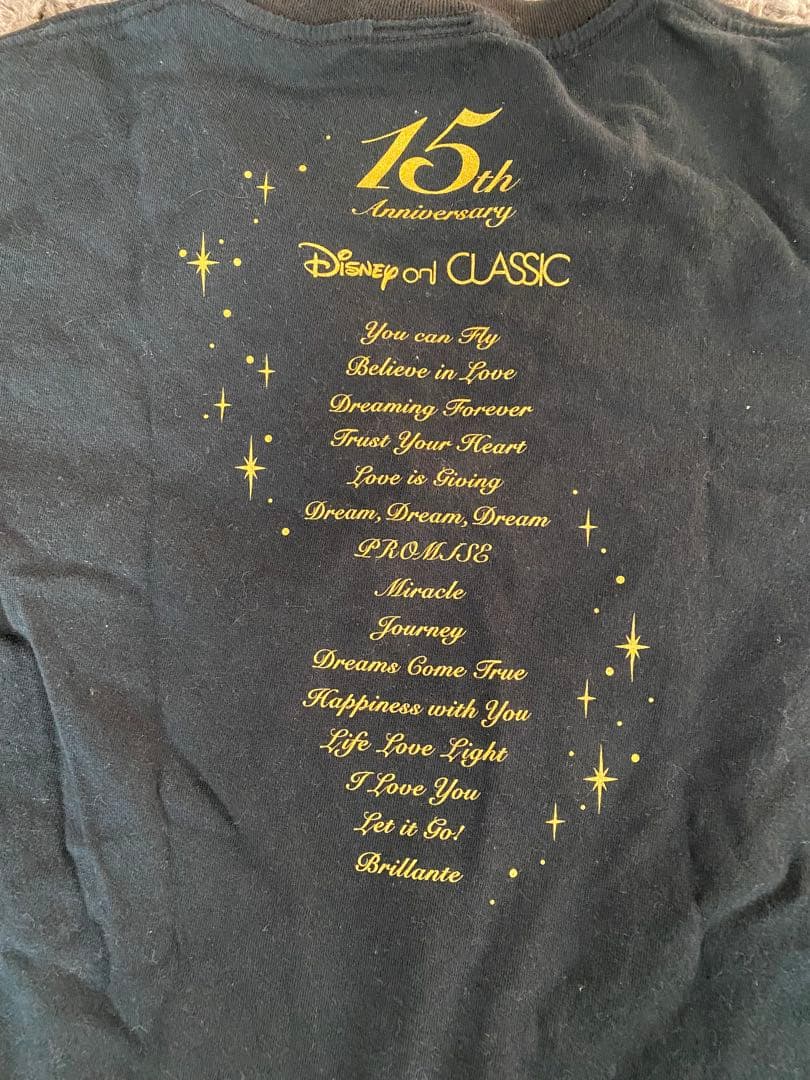 15th
Anniversary
Disney on CLASSIC
You can Fly
Believe in Love
Dreaming Forever
Trust Your Heart
Love is Giving
Dream, Dream, Dream
PROMISE
Miracle
Journey
Dreams Come True
Happiness with You
Life Love Light
I Love You
Let it Go!
Brillante